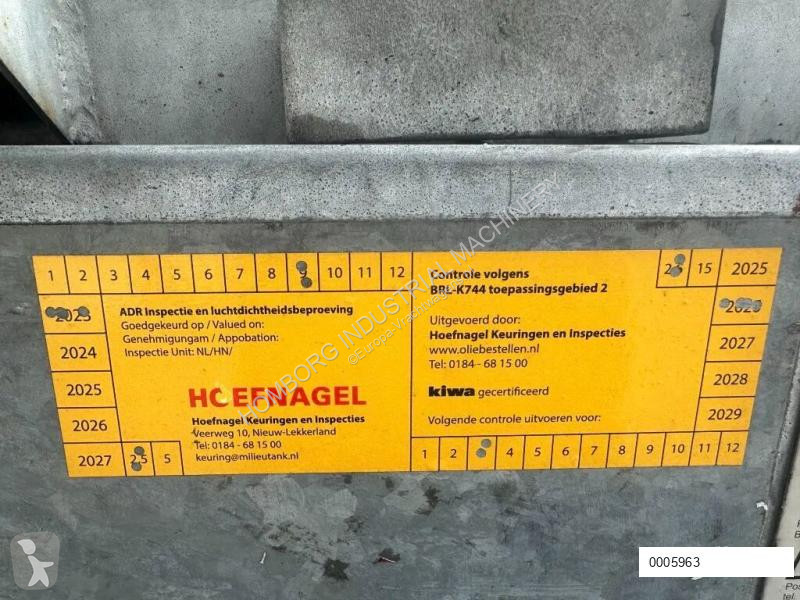 1 2 3 4 5 6 7 8 9 10 11 12
2023
2024
2025
2026
2027
2,5 5
ADR Inspectie en luchtdichtheidsbeproeving
Goedgekeurd op / Valued on:
Genehmigungam / Appobation:
Inspectie Unit: NL/HN/
HOEFNAGEL
Hoefnagel Keuringen en Inspecties
Veerweg 10, Nieuw-Lekkerland
Tel: 0184 - 68 15 00
keuring@milieutank.nl
Controle volgens
BRL-K744 toepassingsgebied 2
Uitgevoerd door:
Hoefnagel Keuringen en Inspecties
www.oliebestellen.nl
Tel: 0184 - 68 15 00
kiwa gecertificeerd
Volgende controle uitvoeren voor:
15 2025
2026
2027
2028
2029
1 2 4 5 6 7 8 9 10 11 12
HOMBORG INDUSTRIAL MACHINERY
0005963